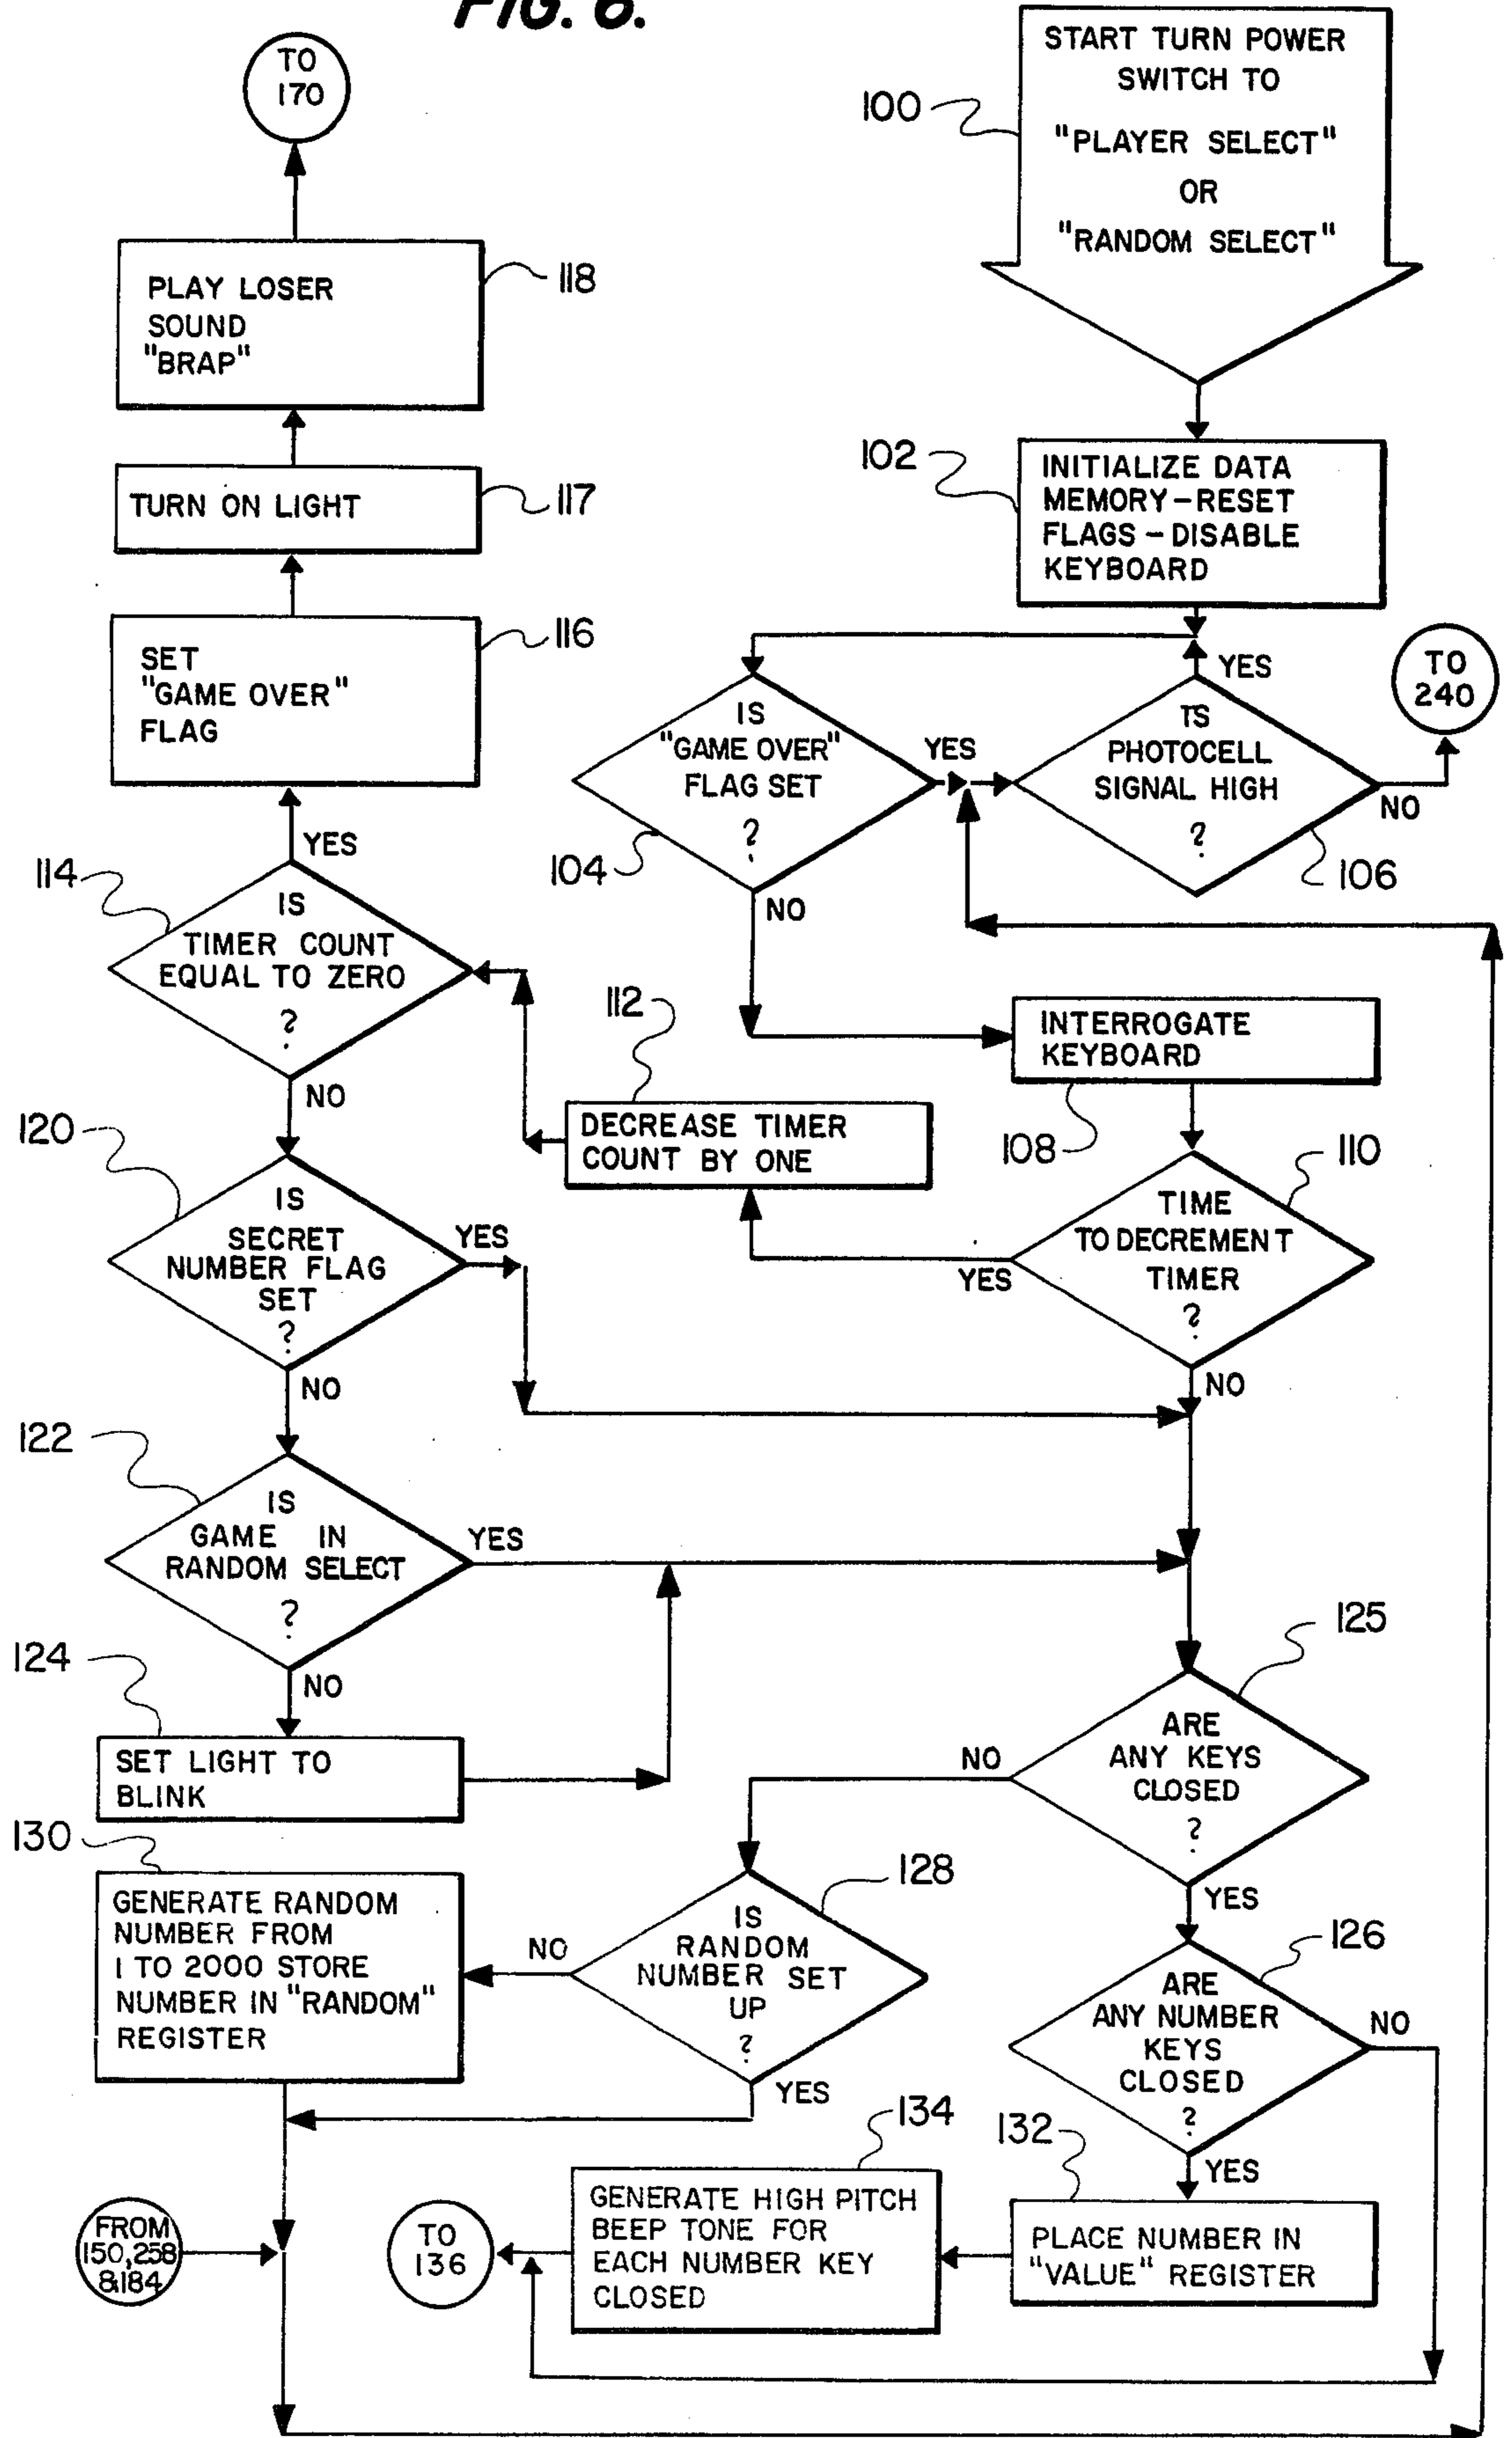 FIG. 6.
TO
170
START TURN POWER
SWITCH TO
"PLAYER SELECT"
OR
"RANDOM SELECT"
100
PLAY LOSER
SOUND
"BRAP"
118
102
INITIALIZE DATA
MEMORY-RESET
FLAGS-DISABLE
KEYBOARD
TURN ON LIGHT
117
SET
"GAME OVER"
FLAG
116
YES
TO
240
IS
"GAME OVER"
FLAG SET
?
YES
104
NO
TS
PHOTOCELL
SIGNAL HIGH
?
NO
106
YES
114
IS
TIMER COUNT
EQUAL TO ZERO
?
NO
112
DECREASE TIMER
COUNT BY ONE
INTERROGATE
KEYBOARD
108
110
TIME
TO DECREMENT
TIMER
?
YES
NO
120
IS
SECRET
NUMBER FLAG
SET
?
YES
NO
122
IS
GAME IN
RANDOM SELECT
?
YES
NO
124
SET LIGHT TO
BLINK
125
ARE
ANY KEYS
CLOSED
?
NO
YES
130
GENERATE RANDOM
NUMBER FROM
1 TO 2000 STORE
NUMBER IN "RANDOM"
REGISTER
128
IS
RANDOM
NUMBER SET
UP
?
NO
YES
126
ARE
ANY NUMBER
KEYS
CLOSED
?
NO
YES
134
GENERATE HIGH PITCH
BEEP TONE FOR
EACH NUMBER KEY
CLOSED
132
PLACE NUMBER IN
"VALUE" REGISTER
FROM
150,258
&184
TO
136